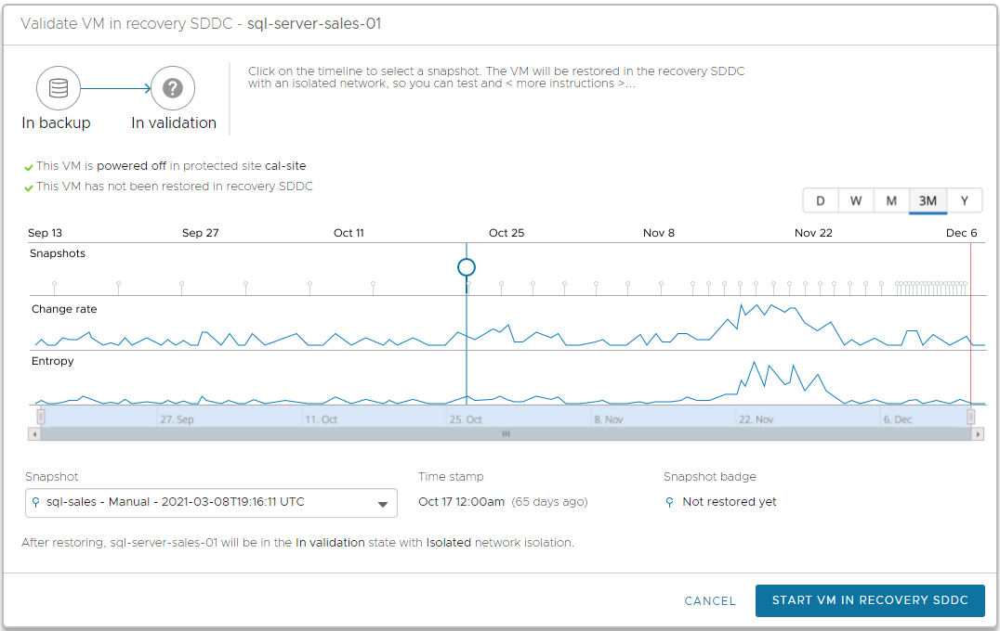 Validate VM in recovery SDDC - sql-server-sales-01
Click on the timeline to select a snapshot. The VM will be restored in the recovery SDDC
with an isolated network, so you can test and < more instructions >...
In backup
In validation
This VM is powered off in protected site cal-site
This VM has not been restored in recovery SDDC
D W M 3M Y
Sep 13 Sep 27 Oct 11 Oct 25 Nov 8 Nov 22 Dec 6
Snapshots
Change rate
Entropy
27. Sep 11. Oct 25. Oct 8. Nov 22. Nov 6. Dec
Snapshot Time stamp Snapshot badge
sql-sales - Manual - 2021-03-08T19:16:11 UTC Oct 17 12:00am (65 days ago) Not restored yet
After restoring, sql-server-sales-01 will be in the In validation state with Isolated network isolation.
CANCEL START VM IN RECOVERY SDDC